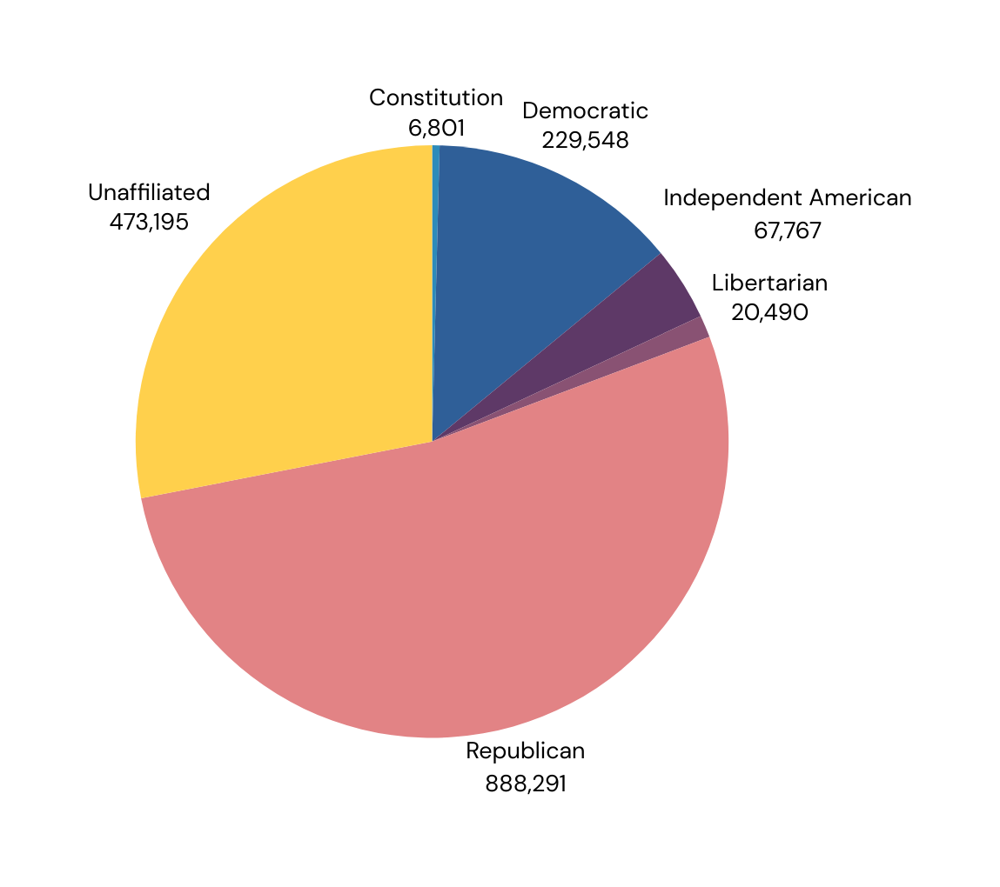 Constitution
6,801
Democratic
229,548
Unaffiliated
473,195
Independent American
67,767
Libertarian
20,490
Republican
888,291